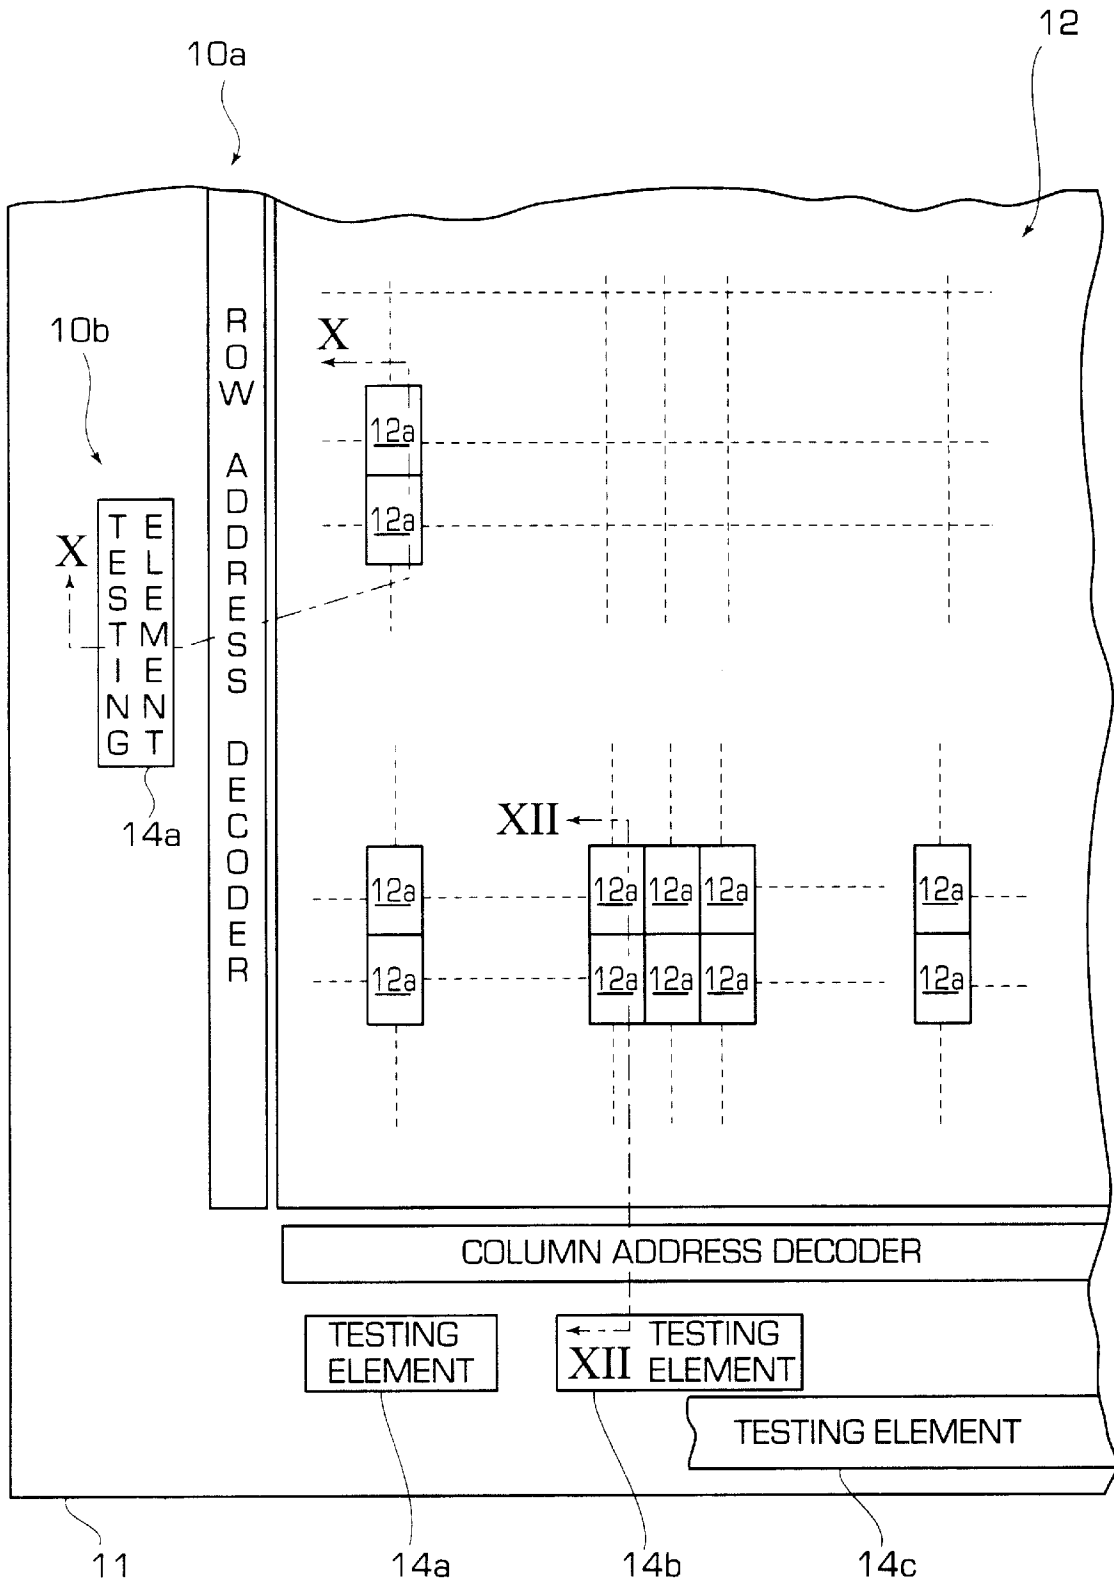 10a
12
10b
X
ROW ADDRESS DECODER
12a
12a
X
TESTING
ELEMENT
14a
XII
12a
12a
12a
12a
12a
12a
12a
12a
12a
12a
COLUMN ADDRESS DECODER
TESTING
ELEMENT
XII
TESTING
ELEMENT
TESTING ELEMENT
11
14a
14b
14c